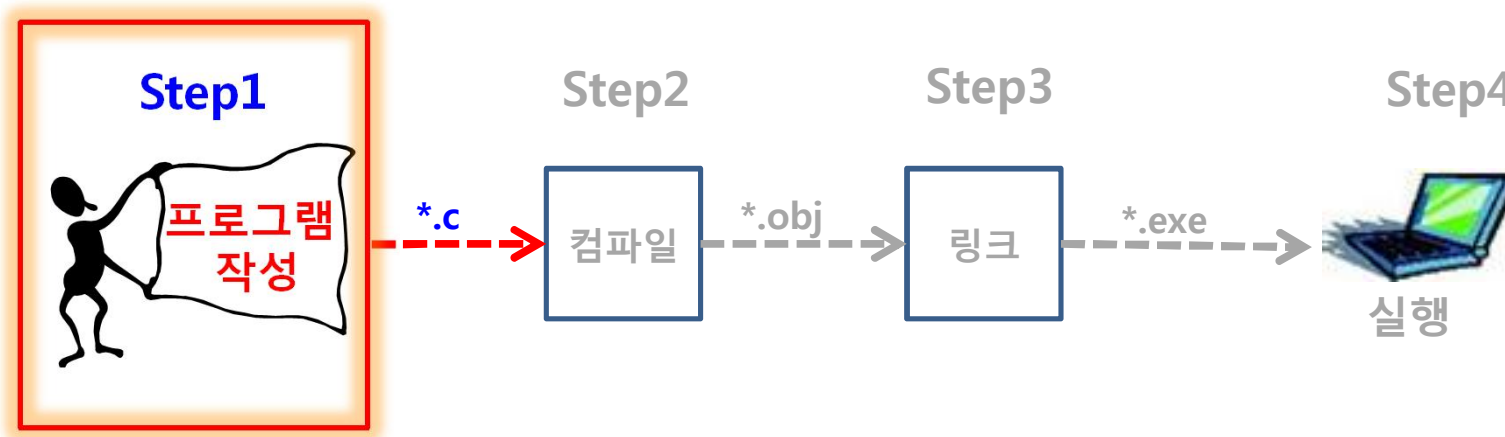 Step1
프로그램
작성
*.c
Step2
컴파일
*.obj
Step3
링크
*.exe
Step4
실행